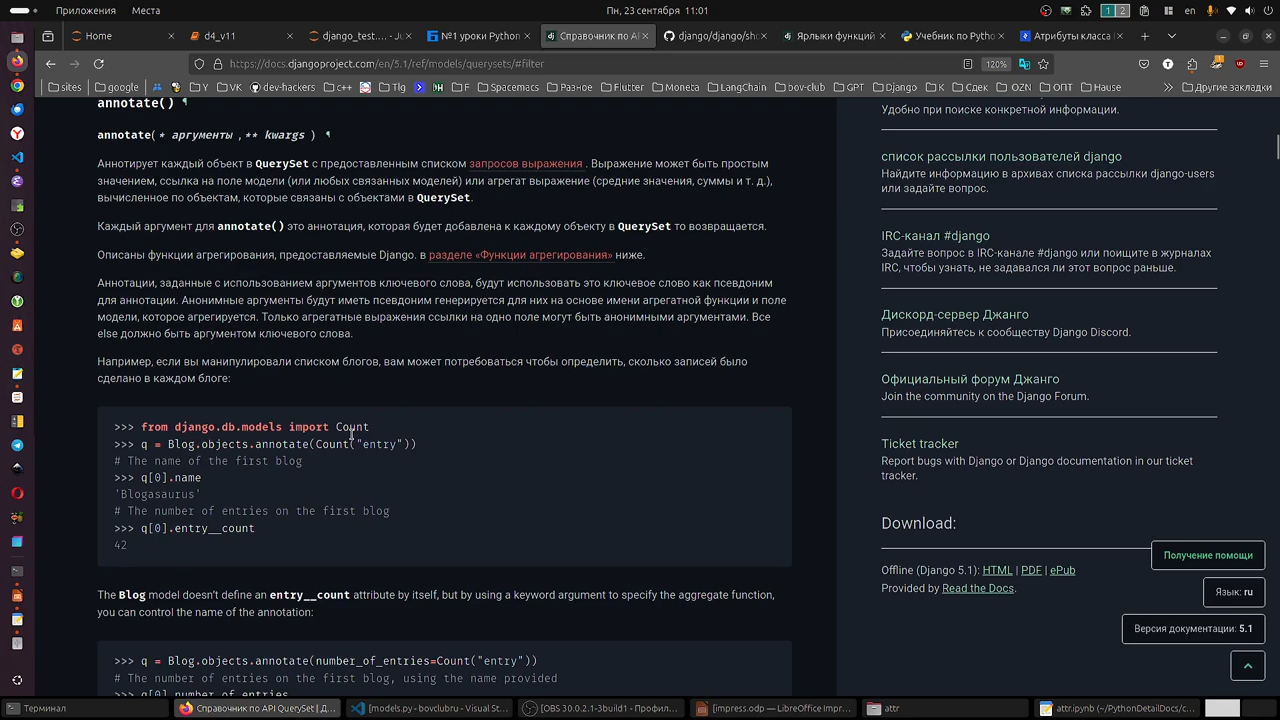 Приложения Места Пн, 23 сентября 11:01 1 2 en
Home d4_v11 django_test.... - Ju №1 уроки Python Справочник по AI django/django/sho Ярлыки функций Учебник по Pytho Атрибуты класса
https://docs.djangoproject.com/en/5.1/ref/models/querysets/#filter 120%
sites google Y VK dev-hackers C++ Tlg H F Spacemacs Разное Flutter Moneca LangChain bov-club GPT Django K Сдек OZON ОПТ Hause Другие закладки
annotate() ¶
annotate( * аргументы , ** kwargs ) ¶
Аннотирует каждый объект в QuerySet с предоставленным списком запросов выражения . Выражение может быть простым
значением, ссылка на поле модели (или любых связанных моделей) или агрегат выражение (средние значения, суммы и т. д.),
вычисленное по объектам, которые связаны с объектами в QuerySet.
Каждый аргумент для annotate() это аннотация, которая будет добавлена к каждому объекту в QuerySet то возвращается.
Описаны функции агрегирования, предоставляемые Django. в разделе «Функции агрегирования» ниже.
Аннотации, заданные с использованием аргументов ключевого слова, будут использовать это ключевое слово как псевдоним
для аннотации. Анонимные аргументы будут иметь псевдоним генерируется для них на основе имени агрегатной функции и поле
модели, которое агрегируется. Только агрегатные выражения ссылки на одно поле могут быть анонимными аргументами. Все
else должно быть аргументом ключевого слова.
Например, если вы манипулировали списком блогов, вам может потребоваться чтобы определить, сколько записей было
сделано в каждом блоге:
>>> from django.db.models import Count
>>> q = Blog.objects.annotate(Count("entry"))
# The name of the first blog
>>> q[0].name
'Blogasaurus'
# The number of entries on the first blog
>>> q[0].entry__count
42
The Blog model doesn't define an entry__count attribute by itself, but by using a keyword argument to specify the aggregate function,
you can control the name of the annotation:
>>> q = Blog.objects.annotate(number_of_entries=Count("entry"))
# The number of entries on the first blog, using the name provided
>>> q[0].number_of_entries
Удобно при поиске конкретной информации.
список рассылки пользователей django
Найдите информацию в архивах списка рассылки django-users
или задайте вопрос.
IRC-канал #django
Задайте вопрос в IRC-канале #django или поищите в журналах
IRC, чтобы узнать, не задавался ли этот вопрос раньше.
Дискорд-сервер Джанго
Присоединяйтесь к сообществу Django Discord.
Официальный форум Джанго
Join the community on the Django Forum.
Ticket tracker
Report bugs with Django or Django documentation in our ticket
tracker.
Download:
Offline (Django 5.1): HTML | PDF | ePub
Provided by Read the Docs.
Получение помощи
Язык: ru
Версия документации: 5.1
Терминал Справочник по API QuerySet | Д... [models.py - bovclubru - Visual St... [OBS 30.0.2.1-3build1 - Профил... [impress.odp — LibreOffice Impre... attr attr.ipynb (~/PythonDetailDocs/c...